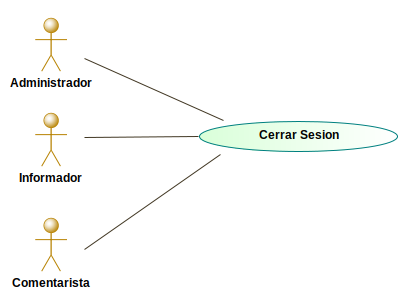 Administrador
Cerrar Sesion
Informador
Comentarista